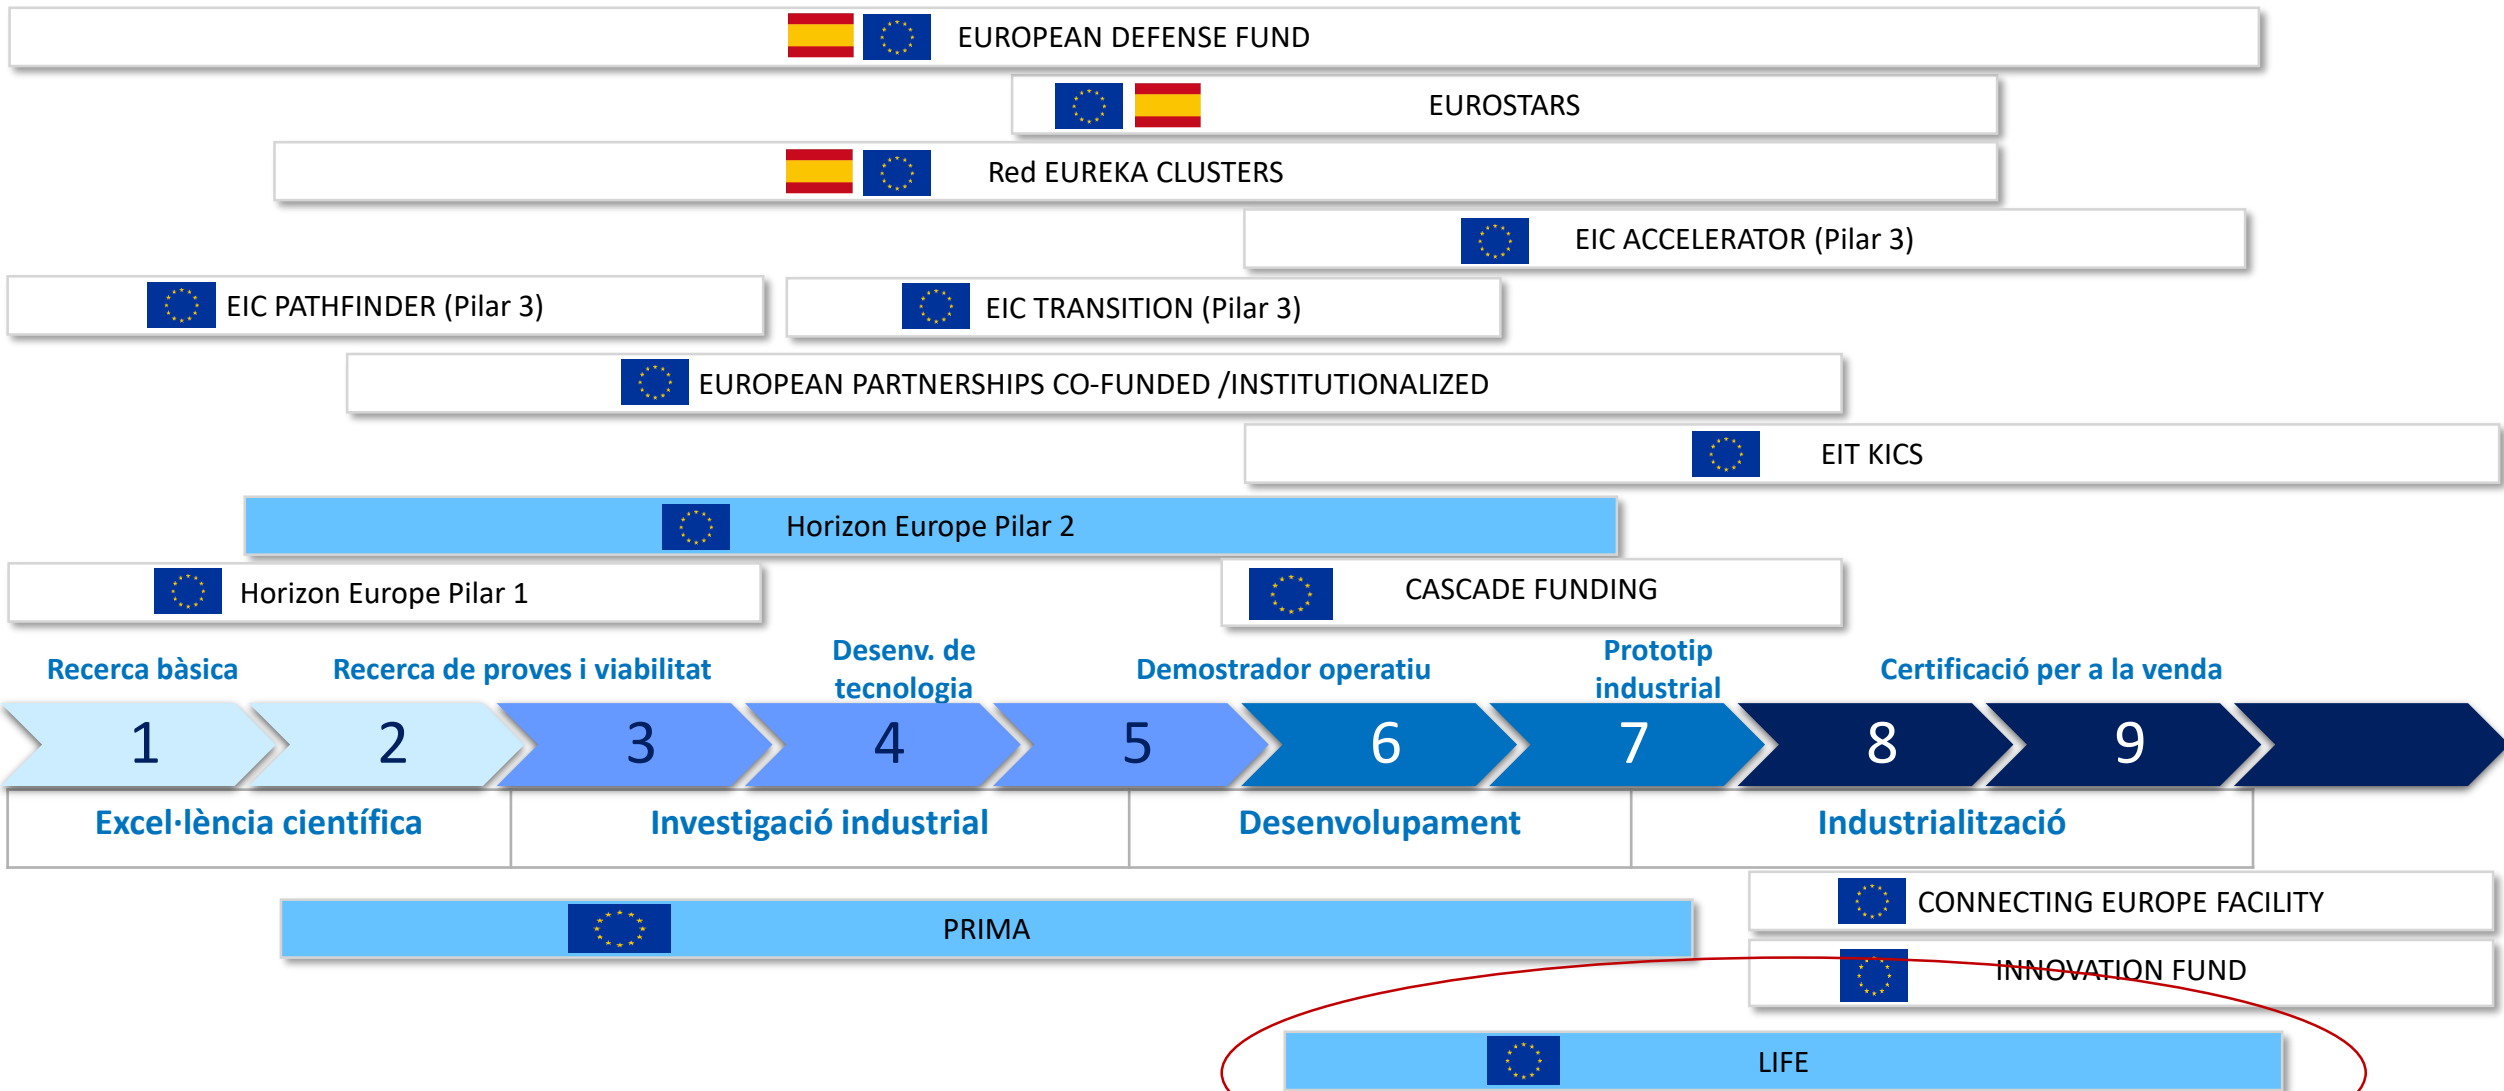 EUROPEAN DEFENSE FUND
EUROSTARS
Red EUREKA CLUSTERS
EIC ACCELERATOR (Pilar 3)
EIC PATHFINDER (Pilar 3)
EIC TRANSITION (Pilar 3)
EUROPEAN PARTNERSHIPS CO-FUNDED /INSTITUTIONALIZED
EIT KICS
Horizon Europe Pilar 2
Horizon Europe Pilar 1
CASCADE FUNDING
Recerca bàsica
Recerca de proves i viabilitat
Desenv. de
tecnologia
Demostrador operatiu
Prototip
industrial
Certificació per a la venda
1
2
3
4
5
6
7
8
9
Excel·lència científica
Investigació industrial
Desenvolupament
Industrialització
CONNECTING EUROPE FACILITY
PRIMA
INNOVATION FUND
LIFE